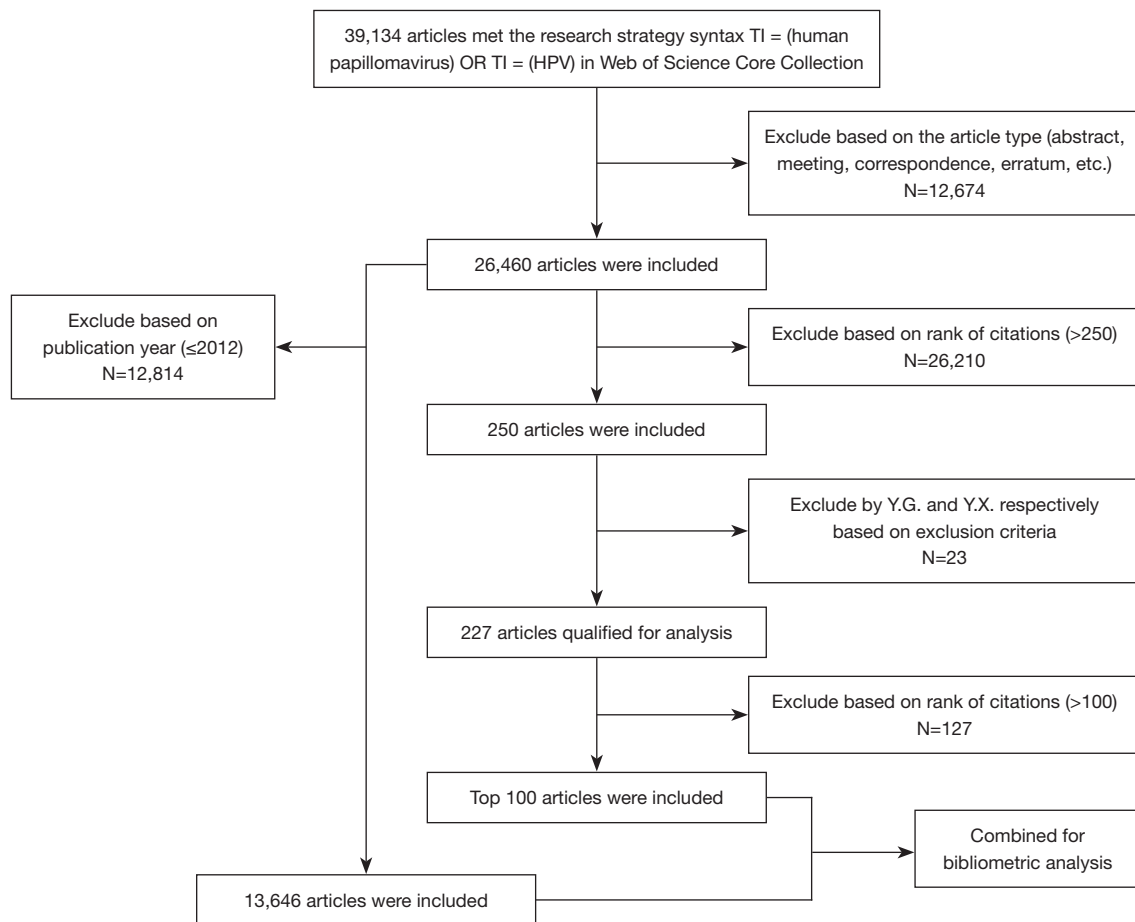 39,134 articles met the research strategy syntax TI = (human
papillomavirus) OR TI = (HPV) in Web of Science Core Collection
Exclude based on the article type (abstract,
meeting, correspondence, erratum, etc.)
N=12,674
26,460 articles were included
Exclude based on
publication year (≤2012)
N=12,814
Exclude based on rank of citations (>250)
N=26,210
250 articles were included
Exclude by Y.G. and Y.X. respectively
based on exclusion criteria
N=23
227 articles qualified for analysis
Exclude based on rank of citations (>100)
N=127
Top 100 articles were included
Combined for
bibliometric analysis
13,646 articles were included